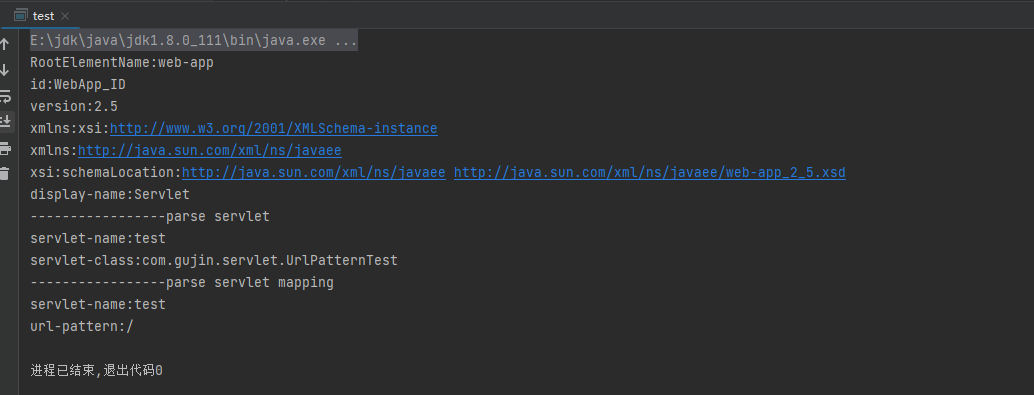 test
E:\jdk\java\jdk1.8.0_111\bin\java.exe ...
RootElementName:web-app
id:WebApp_ID
version:2.5
xmlns:xsi:http://www.w3.org/2001/XMLSchema-instance
xmlns:http://java.sun.com/xml/ns/javaee
xsi:schemaLocation:http://java.sun.com/xml/ns/javaee http://java.sun.com/xml/ns/javaee/web-app_2_5.xsd
display-name:Servlet
-----------------parse servlet
servlet-name:test
servlet-class:com.gujin.servlet.UrlPatternTest
-----------------parse servlet mapping
servlet-name:test
url-pattern:/
进程已结束,退出代码0